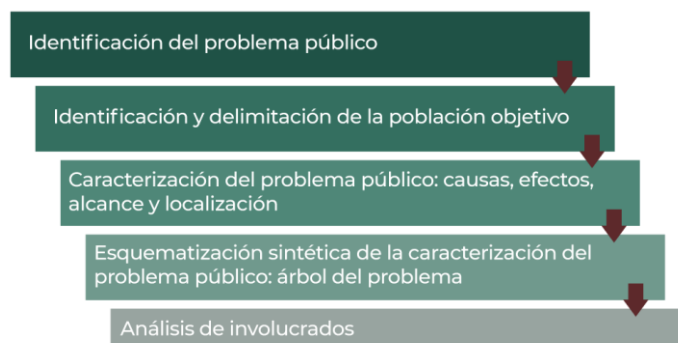 Identificación del problema público
Identificación y delimitación de la población objetivo
Caracterización del problema público: causas, efectos,
alcance y localización
Esquematización sintética de la caracterización del
problema público: árbol del problema
Análisis de involucrados